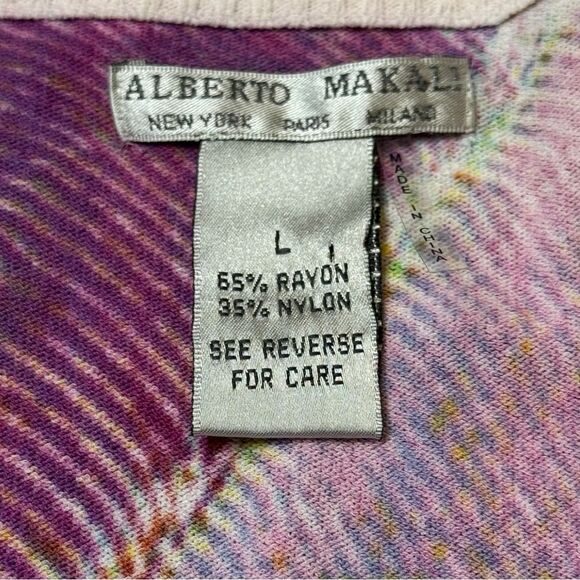 ALBERTO MAKALI
NEW YORK PARIS MILANO
MADE IN CHINA
L
65% RAYON
35% NYLON
SEE REVERSE
FOR CARE